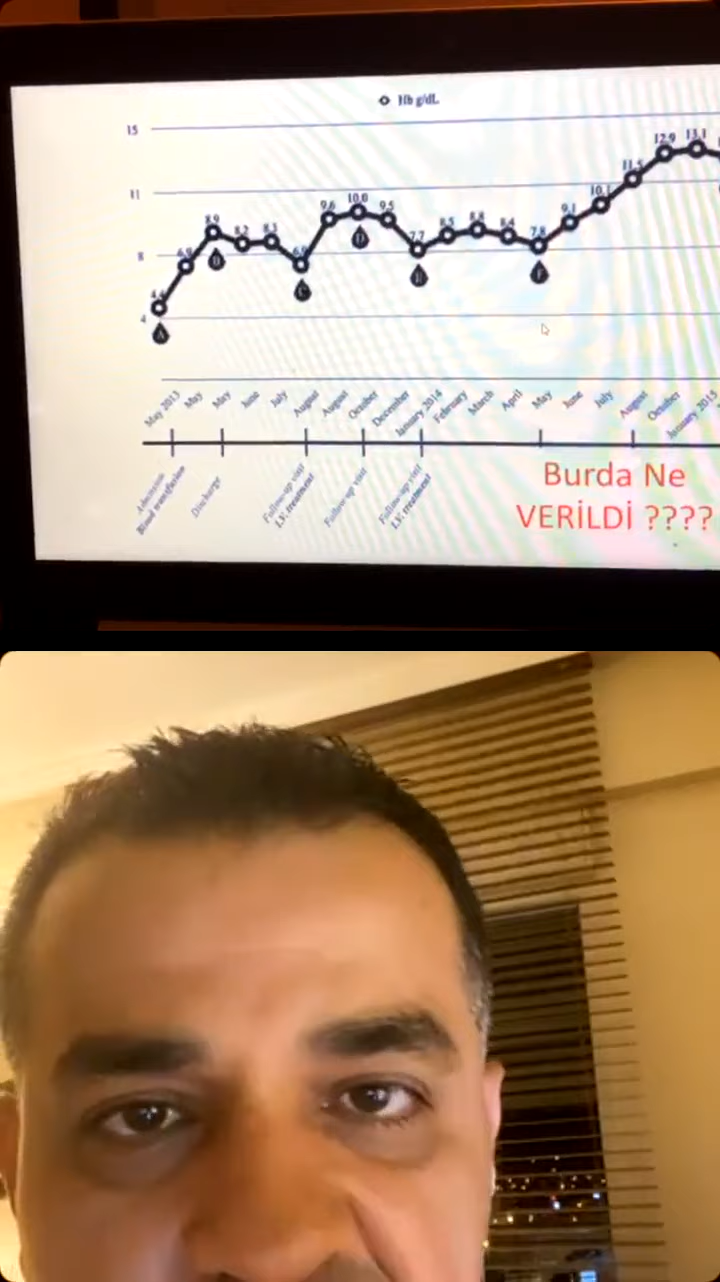 Hb g/dL
15
12.9 13.1
11.5
11
10.1
9.6 10.0 9.5
9.1
8.9
8.2 8.3
8.5 8.8 8.4
7.7
7.8
8
6.9
6.9
4
A
B
C
D
E
F
May 2013 May May June July August August October December January 2014 February March April May June July August October January 2015
Admission
Blood transfusion
Discharge
Follow-up visit
I.V. treatment
Follow-up visit
Follow-up visit
I.V. treatment
Burda Ne
VERİLDİ ????